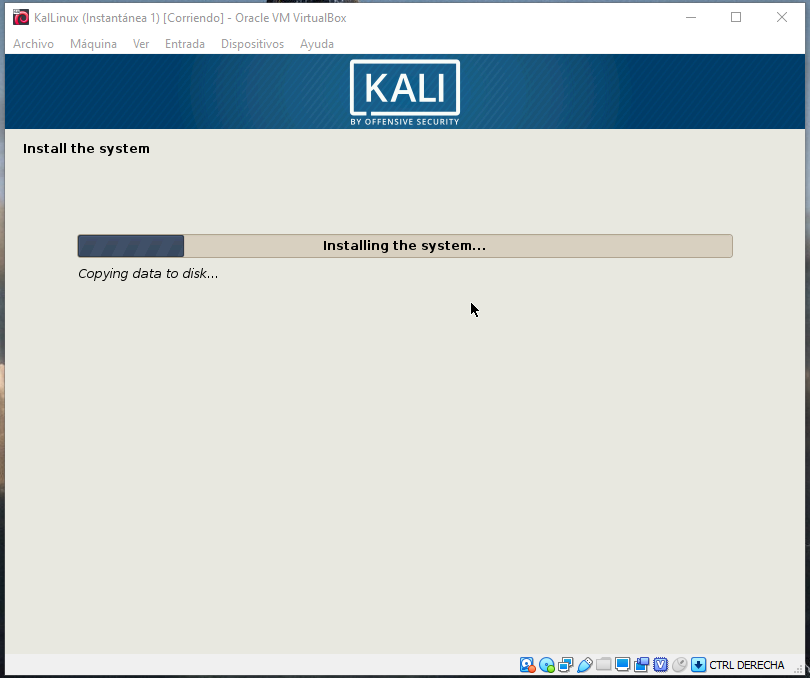 KalLinux (Instantánea 1) [Corriendo] - Oracle VM VirtualBox
Archivo Máquina Ver Entrada Dispositivos Ayuda
KALI
BY OFFENSIVE SECURITY
Install the system
Installing the system...
Copying data to disk...
CTRL DERECHA